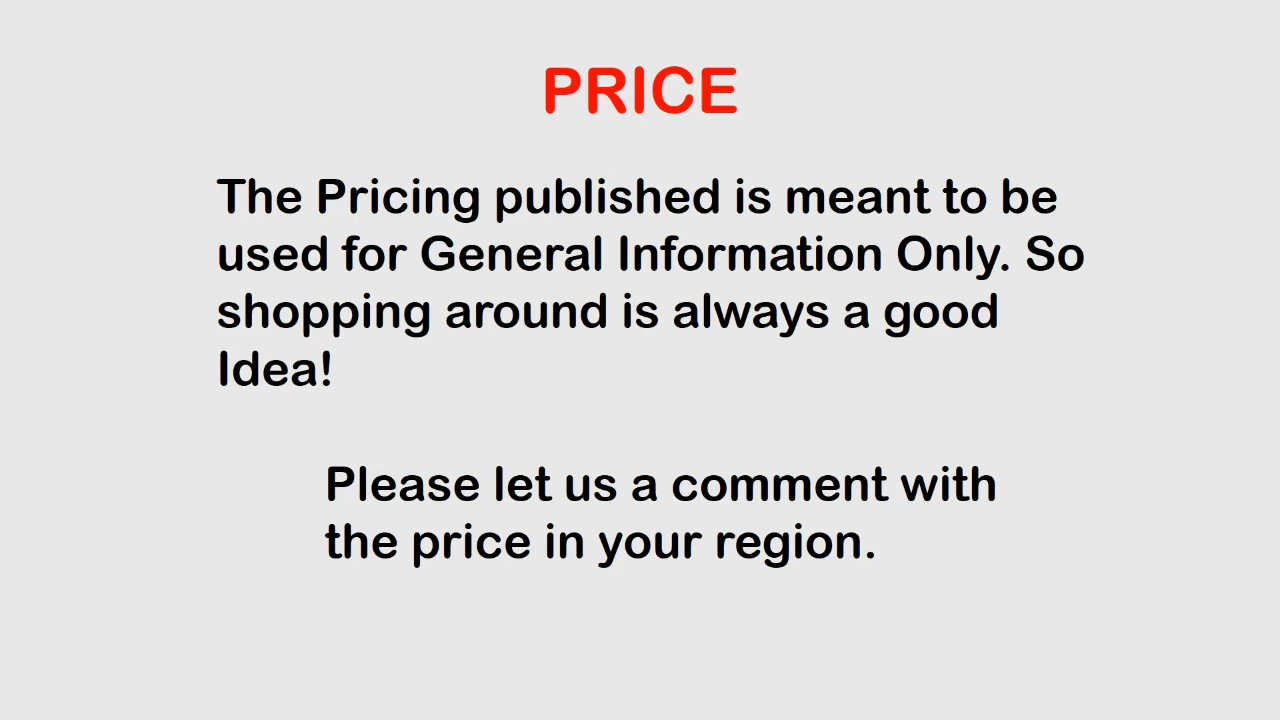 PRICE
The Pricing published is meant to be
used for General Information Only. So
shopping around is always a good
Idea!
Please let us a comment with
the price in your region.